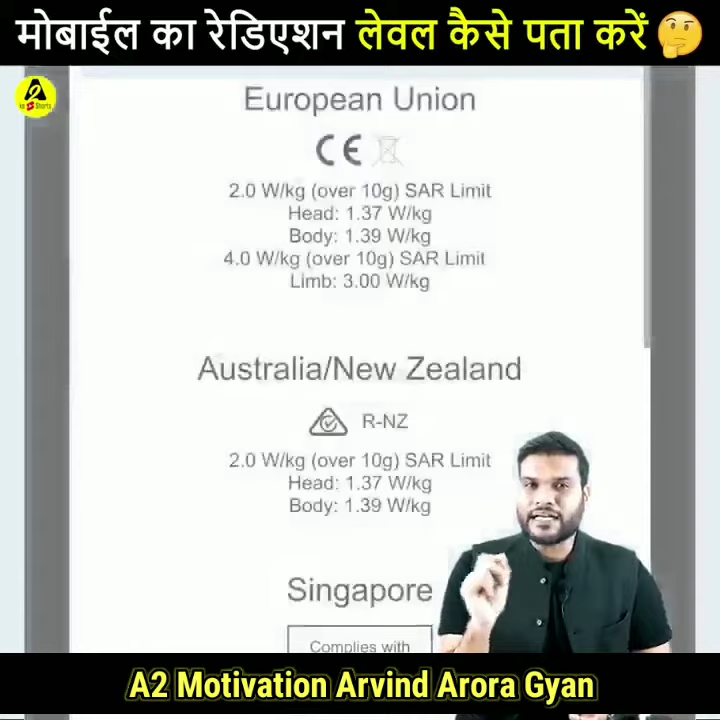 मोबाईल का रेडिएशन लेवल कैसे पता करें
European Union
CE
2.0 W/kg (over 10g) SAR Limit
Head: 1.37 W/kg
Body: 1.39 W/kg
4.0 W/kg (over 10g) SAR Limit
Limb: 3.00 W/kg
Australia/New Zealand
R-NZ
2.0 W/kg (over 10g) SAR Limit
Head: 1.37 W/kg
Body: 1.39 W/kg
Singapore
Complies with
A2 Motivation Arvind Arora Gyan